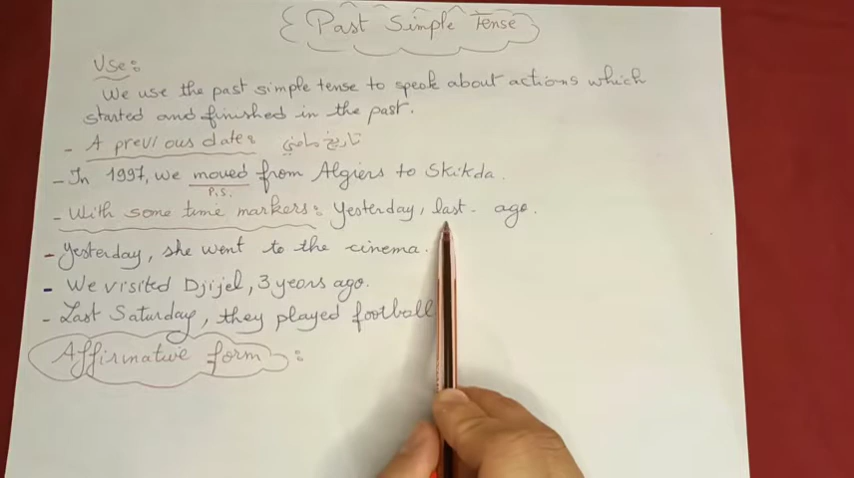 Past Simple Tense
Use:
We use the past simple tense to speak about actions which
started and finished in the past.
- A previous date: تاريخ ماضي
- In 1997, we moved from Algiers to Skikda.
P.S.
- With some time markers: Yesterday, last - ago.
- Yesterday, she went to the cinema.
- We visited Djijel, 3 years ago.
- Last Saturday, they played football
Affirmative form: